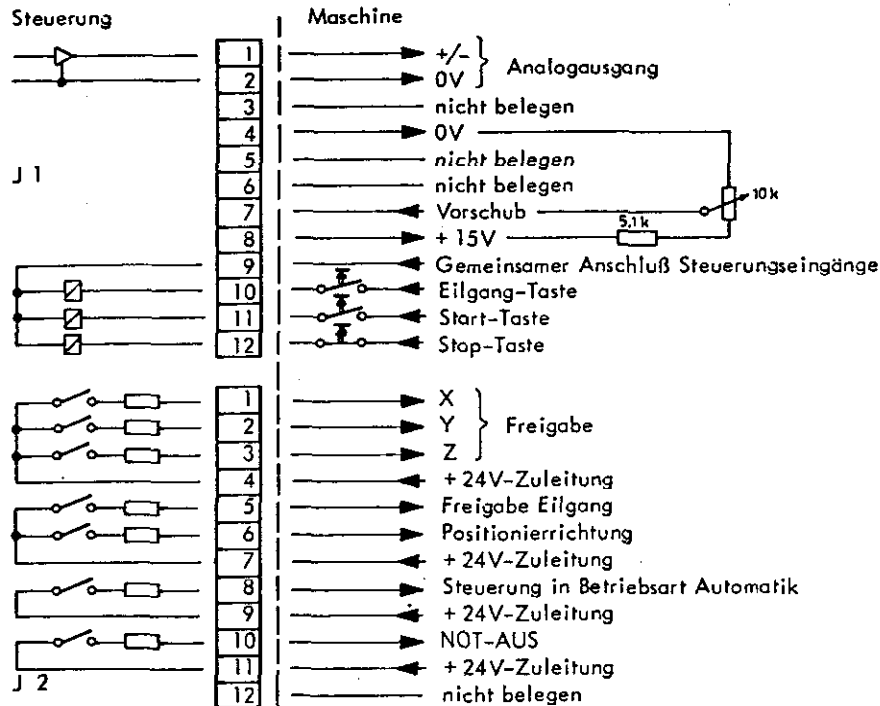 Steuerung Maschine
1 +/-
Analogausgang
2 0V
3 nicht belegen
4 0V
5 nicht belegen
J 1
6 nicht belegen
10k
7 Vorschub
5,1k
8 + 15V
9 Gemeinsamer Anschluß Steuerungseingänge
10 Eilgang-Taste
11 Start-Taste
12 Stop-Taste
1 X
2 Y Freigabe
3 Z
4 + 24V-Zuleitung
5 Freigabe Eilgang
6 Positionierrichtung
7 + 24V-Zuleitung
8 Steuerung in Betriebsart Automatik
9 + 24V-Zuleitung
10 NOT-AUS
11 + 24V-Zuleitung
J 2
12 nicht belegen